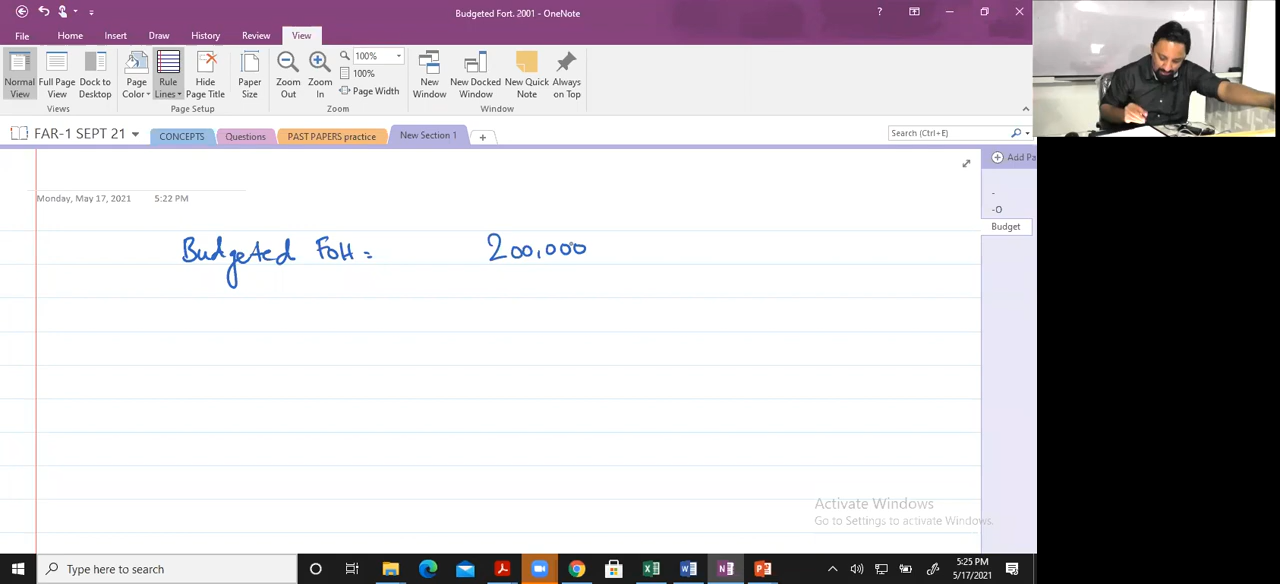 Budgeted Fort. 2001 - OneNote
?
File Home Insert Draw History Review View
Normal View
Full Page View
Dock to Desktop
Page Color
Rule Lines
Hide Page Title
Paper Size
Zoom Out
Zoom In
100%
100%
Page Width
New Window
New Docked Window
New Quick Note
Always on Top
Views Page Setup Zoom Window
FAR-1 SEPT 21 CONCEPTS Questions PAST PAPERS practice New Section 1 +
Search (Ctrl+E)
Add Pa
-
-O
Budget
Monday, May 17, 2021 5:22 PM
Budgeted FoH = 200,000
Activate Windows
Go to Settings to activate Windows.
Type here to search
5:25 PM
5/17/2021